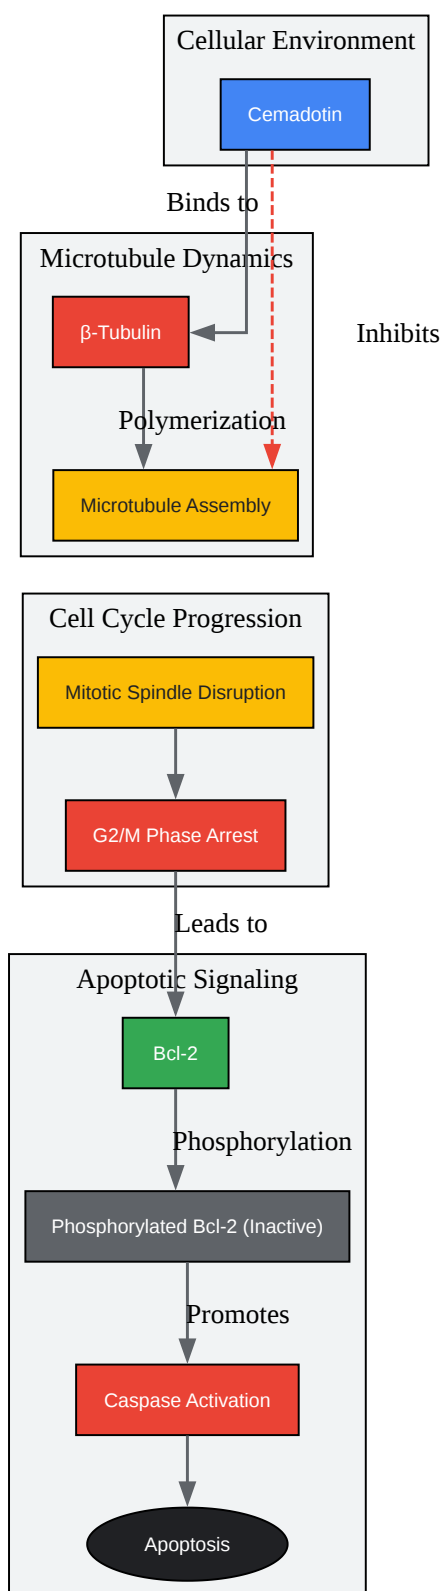 Cellular Environment
Cemadotin
Binds to
Microtubule Dynamics
β-Tubulin
Inhibits
Polymerization
Microtubule Assembly
Cell Cycle Progression
Mitotic Spindle Disruption
G2/M Phase Arrest
Leads to
Apoptotic Signaling
Bcl-2
Phosphorylation
Phosphorylated Bcl-2 (Inactive)
Promotes
Caspase Activation
Apoptosis